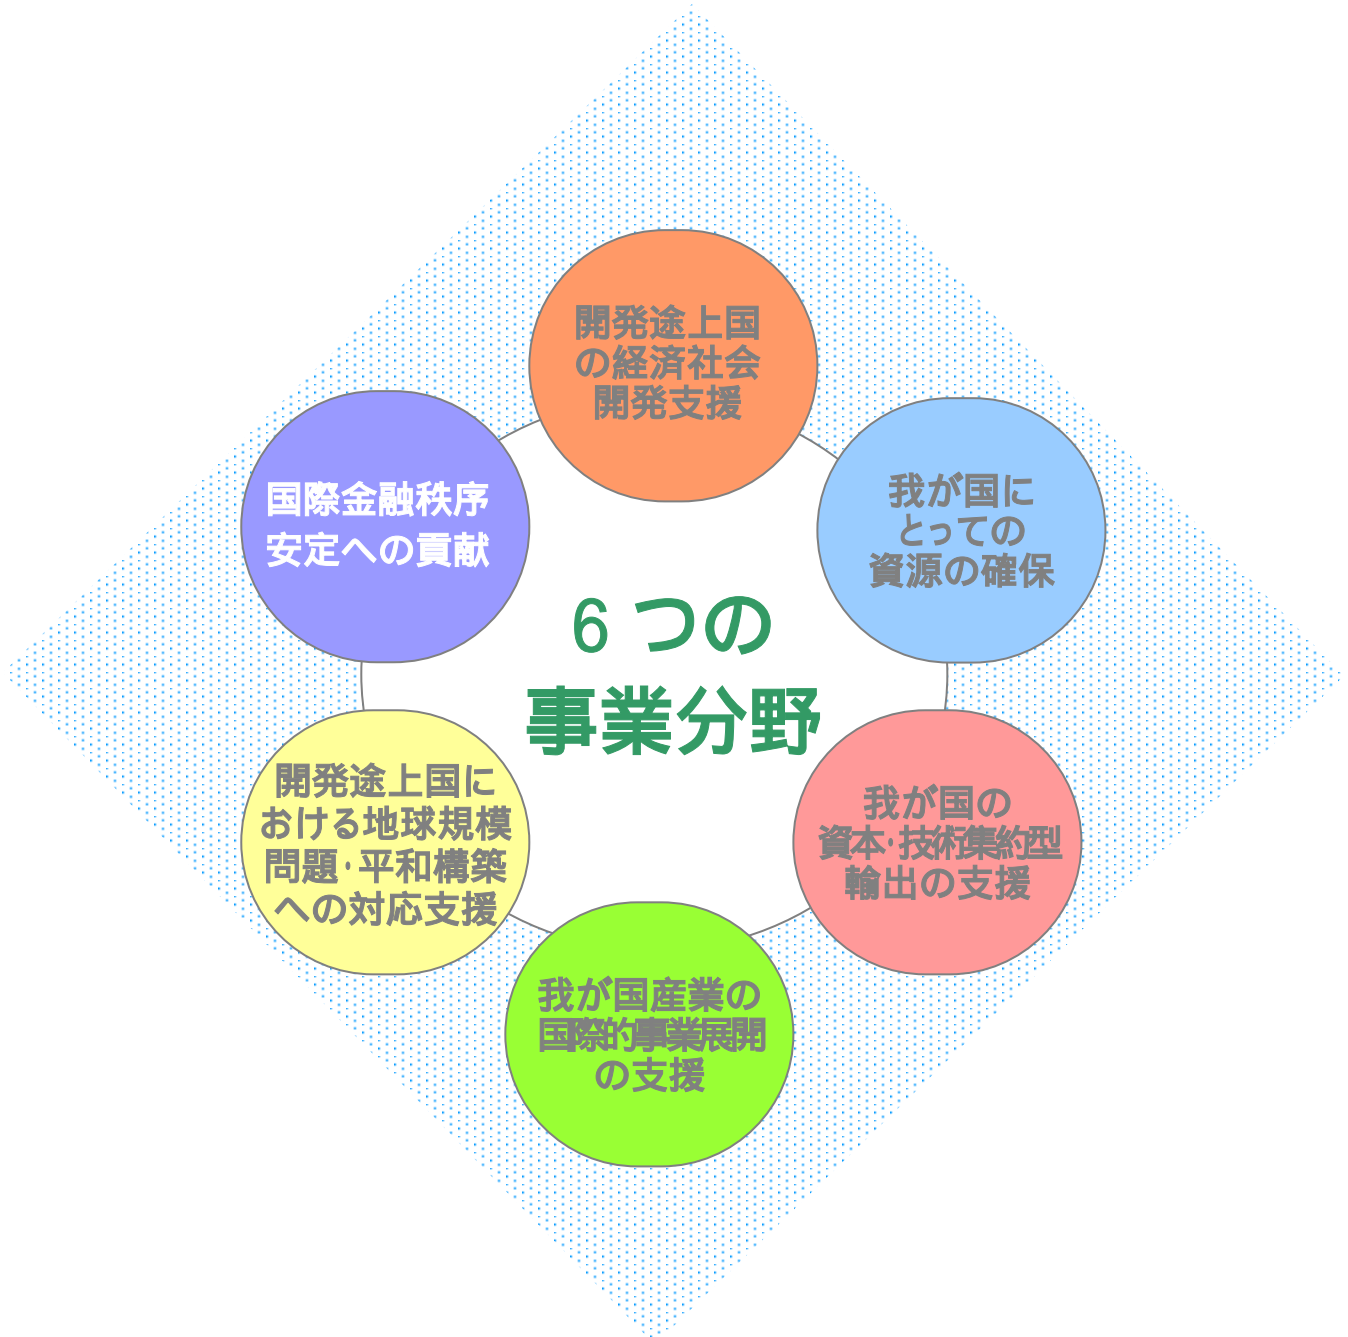 開発途上国
の経済社会
開発支援
我が国に
とっての
資源の確保
我が国の
資本･技術集約型
輸出の支援
我が国産業の
国際的事業展開
の支援
開発途上国に
おける地球規模
問題･平和構築
への対応支援
国際金融秩序
安定への貢献
6つの
事業分野